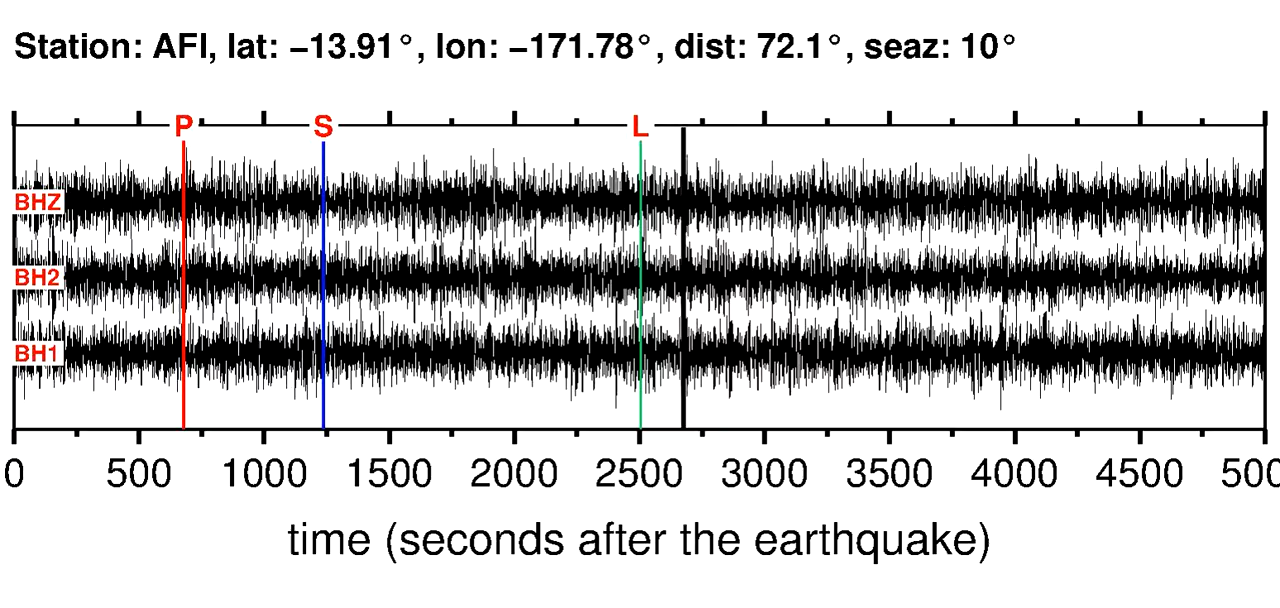 Station: AFI, lat: −13.91°, lon: −171.78°, dist: 72.1°, seaz: 10°
P S L
BHZ
BH2
BH1
0 500 1000 1500 2000 2500 3000 3500 4000 4500 500
time (seconds after the earthquake)